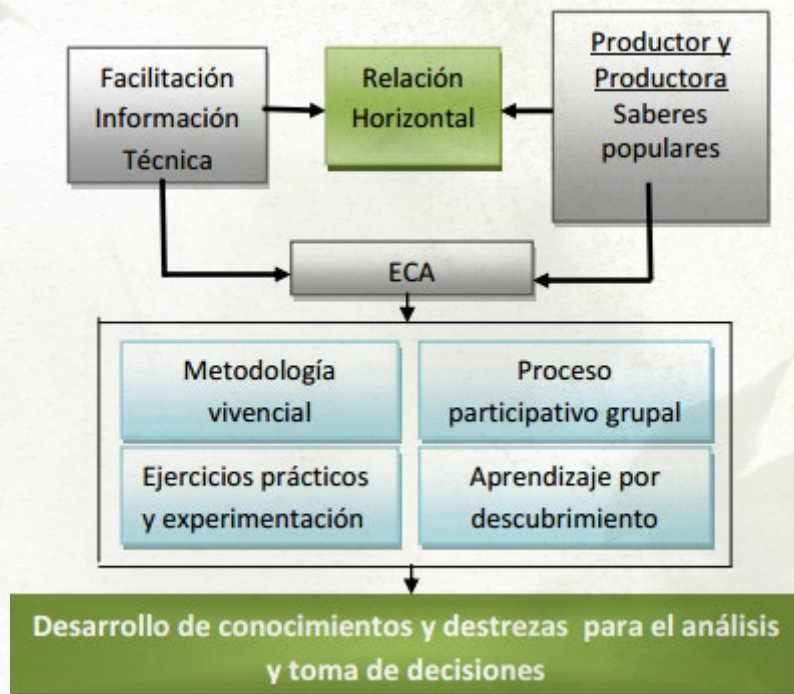 Facilitación
Información
Técnica
Relación
Horizontal
Productor y
Productora
Saberes
populares
ECA
Metodología
vivencial
Proceso
participativo grupal
Ejercicios prácticos
y experimentación
Aprendizaje por
descubrimiento
Desarrollo de conocimientos y destrezas para el análisis
y toma de decisiones